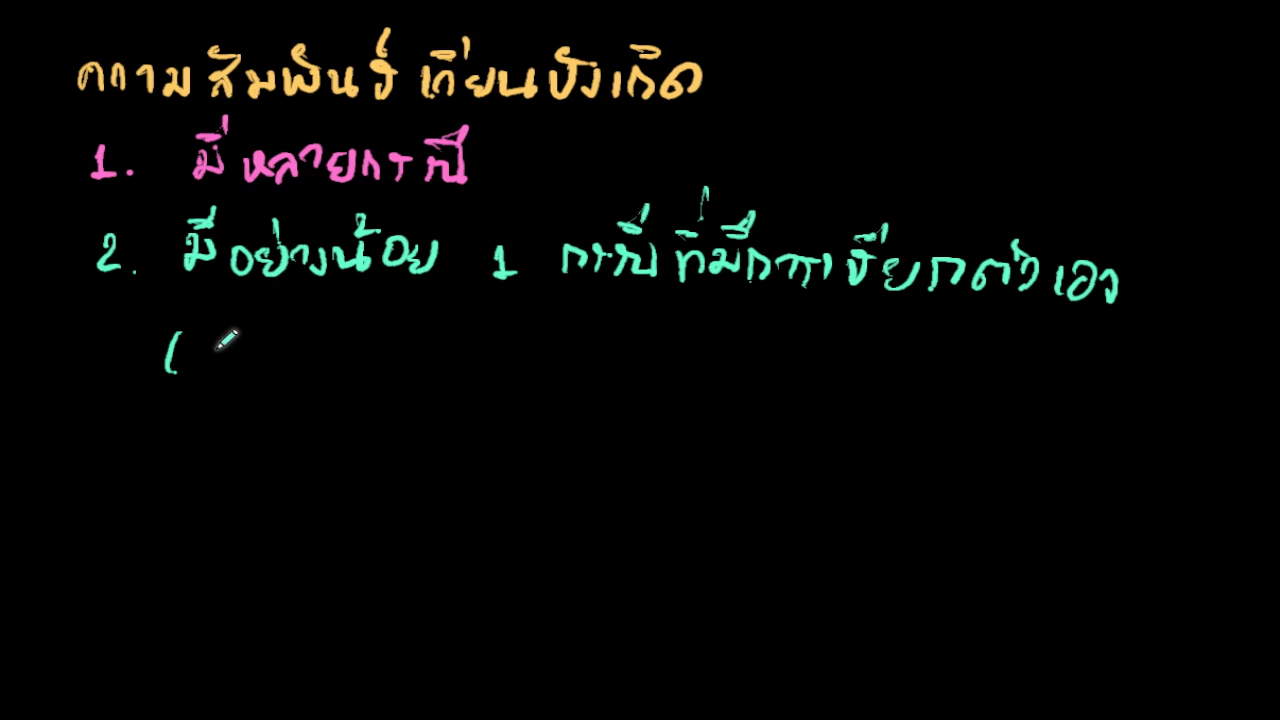 ความสัมพันธ์เกียนบังเกิด
1. มีหลายกรณี
2. มีอย่างน้อย 1 กรณีที่มีการเรียกตัวเอง
(